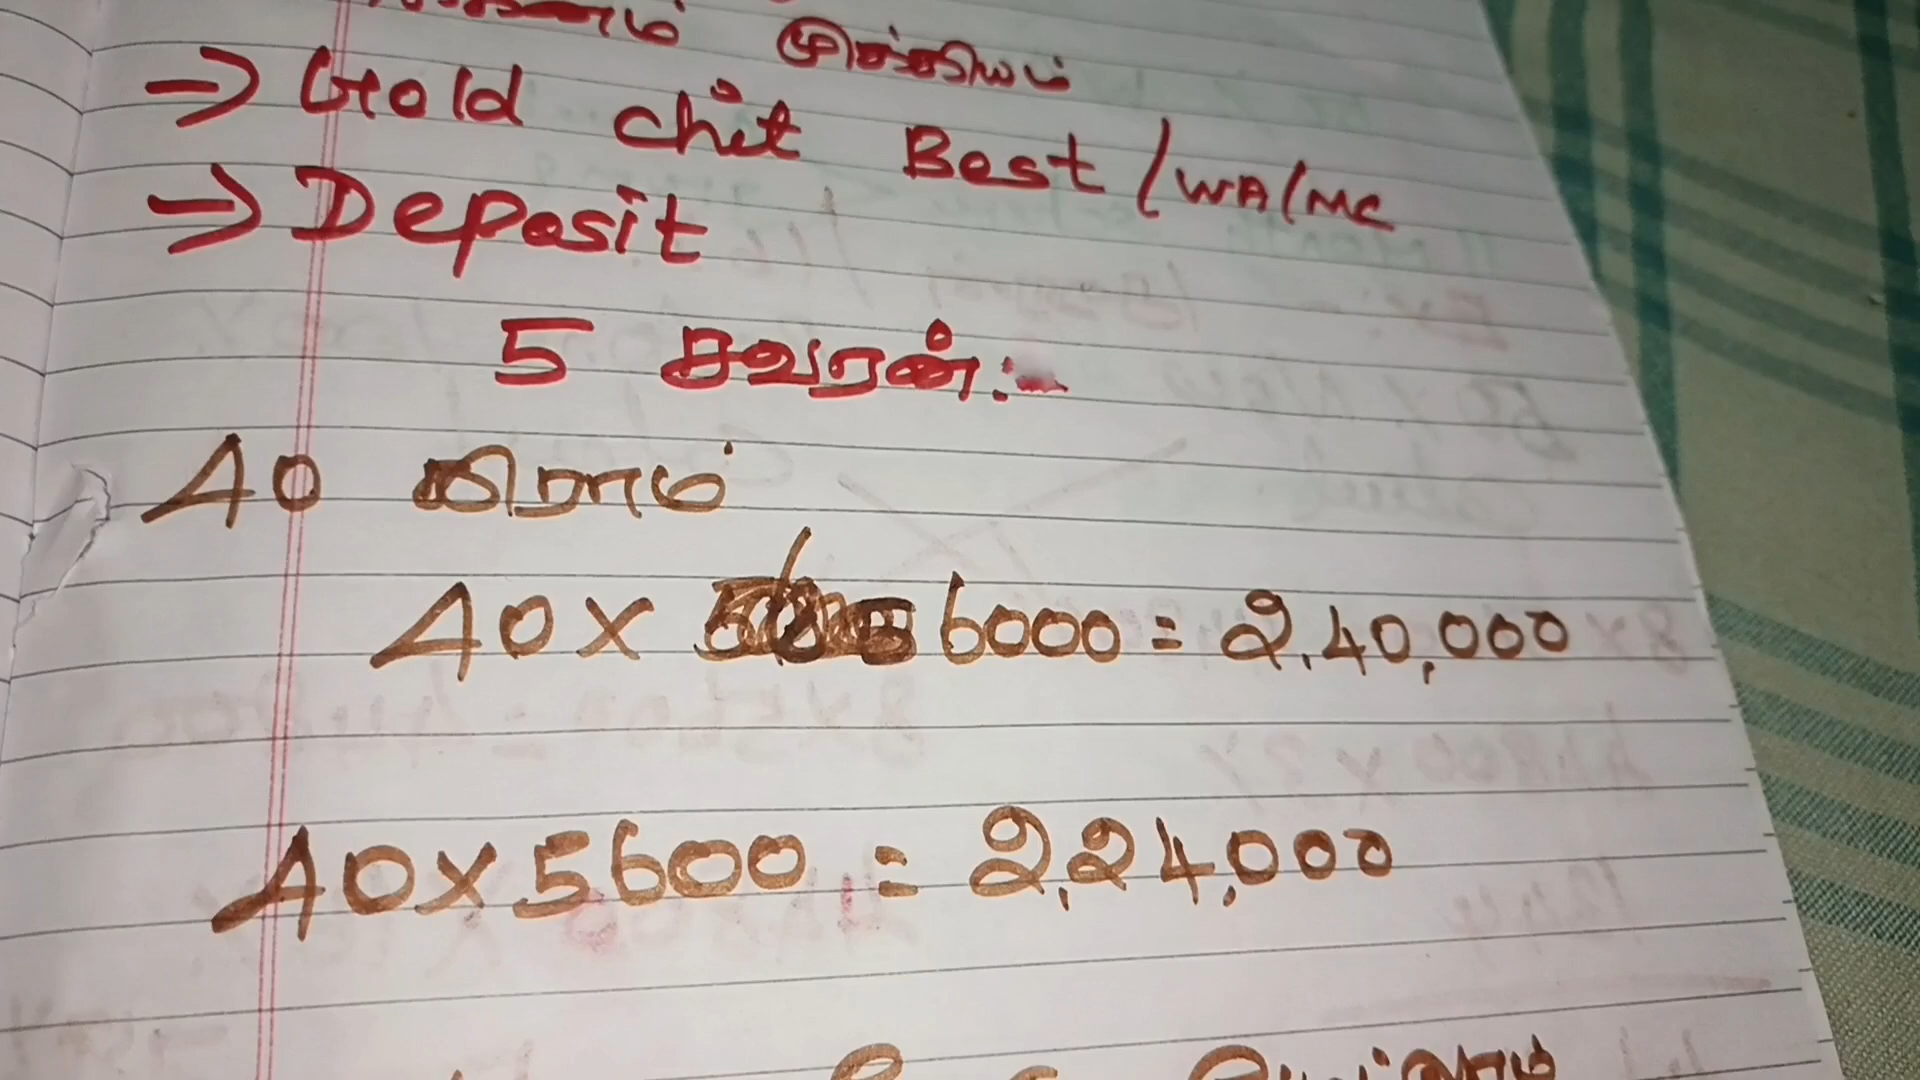 முக்கியம்
→ Gold chit Best / WA / MC
→ Deposit
5 சவரன்:-
40 கிராம்
40 x 6000 = 2,40,000
40 x 5600 = 2,24,000